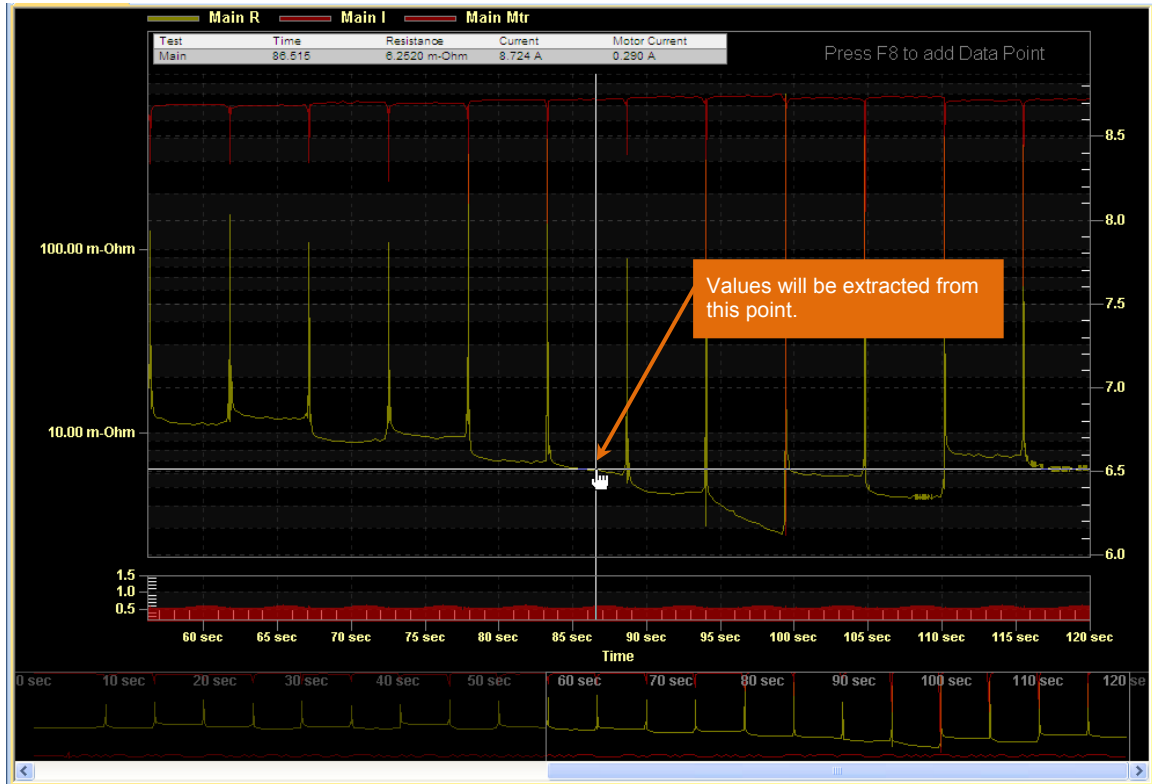 Main R Main I Main Mtr
Test Time Resistance Current Motor Current
Main 86.515 6.2520 m-Ohm 8.724 A 0.290 A
Press F8 to add Data Point
8.5
8.0
100.00 m-Ohm
Values will be extracted from
this point.
7.5
7.0
10.00 m-Ohm
6.5
6.0
1.5
1.0
0.5
60 sec 65 sec 70 sec 75 sec 80 sec 85 sec 90 sec 95 sec 100 sec 105 sec 110 sec 115 sec 120 sec
Time
0 sec 10 sec 20 sec 30 sec 40 sec 50 sec 60 sec 70 sec 80 sec 90 sec 100 sec 110 sec 120 se